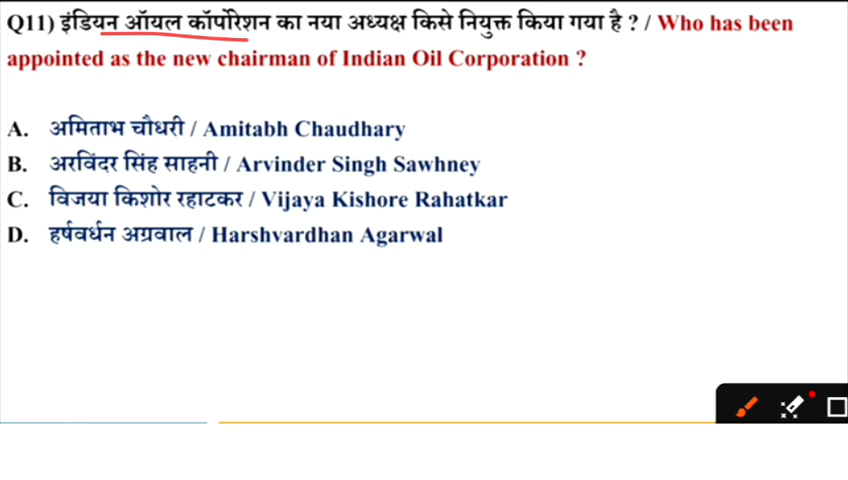 Q11) इंडियन ऑयल कॉर्पोरेशन का नया अध्यक्ष किसे नियुक्त किया गया है ? / Who has been
appointed as the new chairman of Indian Oil Corporation ?
A. अमिताभ चौधरी / Amitabh Chaudhary
B. अरविंदर सिंह साहनी / Arvinder Singh Sawhney
C. विजया किशोर रहाटकर / Vijaya Kishore Rahatkar
D. हर्षवर्धन अग्रवाल / Harshvardhan Agarwal